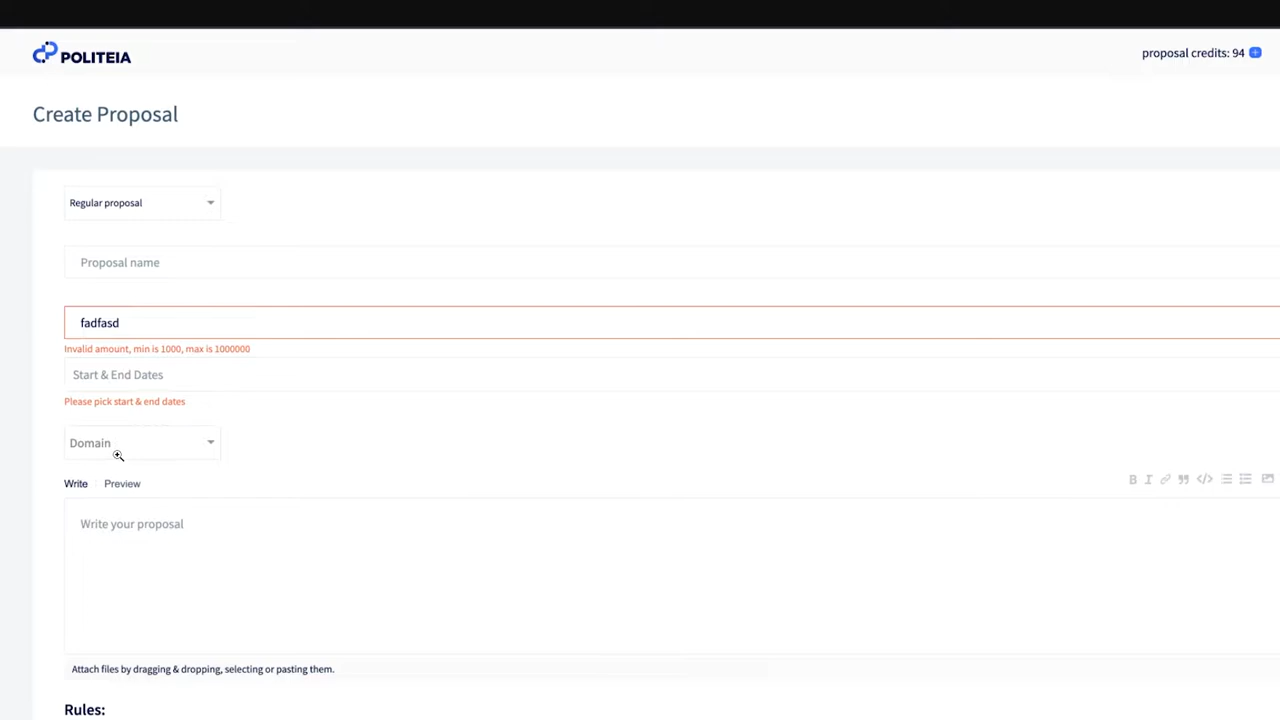 POLITEIA
proposal credits: 94
Create Proposal
Regular proposal
Proposal name
fadfasd
Invalid amount, min is 1000, max is 1000000
Start & End Dates
Please pick start & end dates
Domain
Write Preview
Write your proposal
Attach files by dragging & dropping, selecting or pasting them.
Rules: